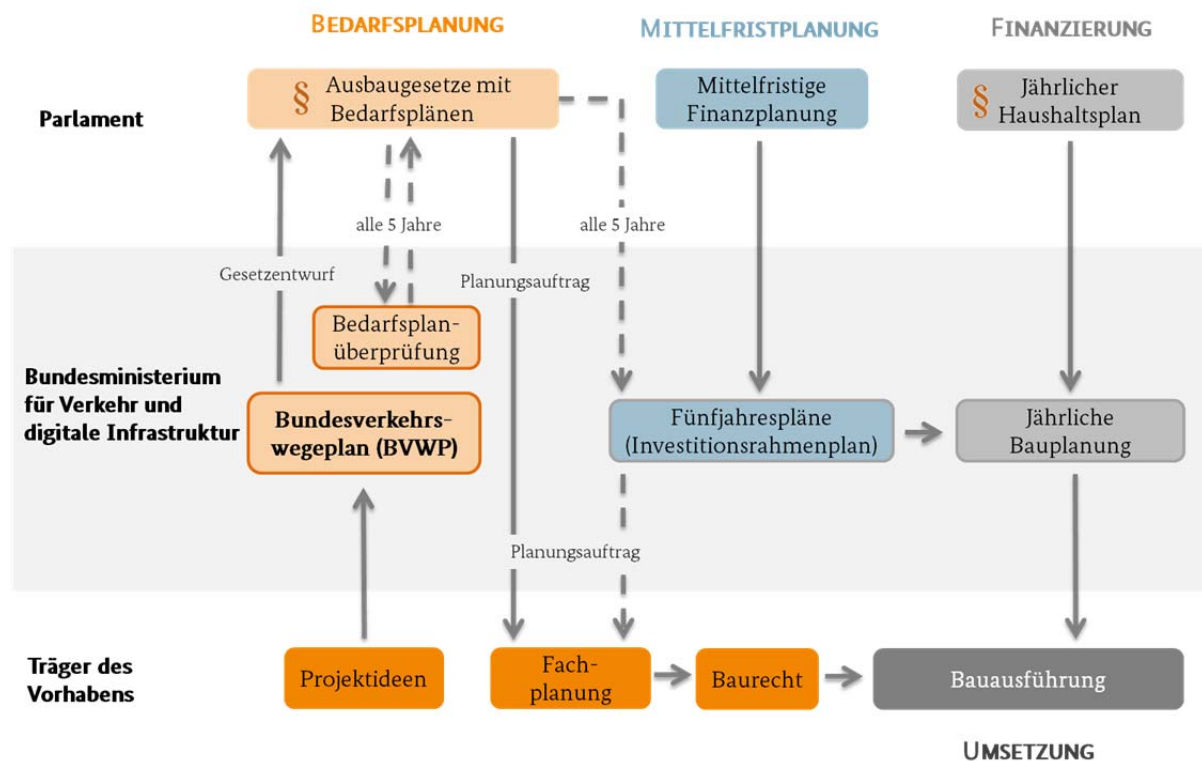 BEDARFSPLANUNG
MITTELFRISTPLANUNG
FINANZIERUNG
Parlament
§ Ausbaugesetze mit
Bedarfsplänen
Mittelfristige
Finanzplanung
§ Jährlicher
Haushaltsplan
alle 5 Jahre
alle 5 Jahre
Gesetzentwurf
Planungsauftrag
Bedarfsplan-
überprüfung
Bundesministerium
für Verkehr und
digitale Infrastruktur
Bundesverkehrs-
wegeplan (BVWP)
Fünfjahrespläne
(Investitionsrahmenplan)
Jährliche
Bauplanung
Planungsauftrag
Träger des
Vorhabens
Projektideen
Fach-
planung
Baurecht
Bauausführung
UMSETZUNG